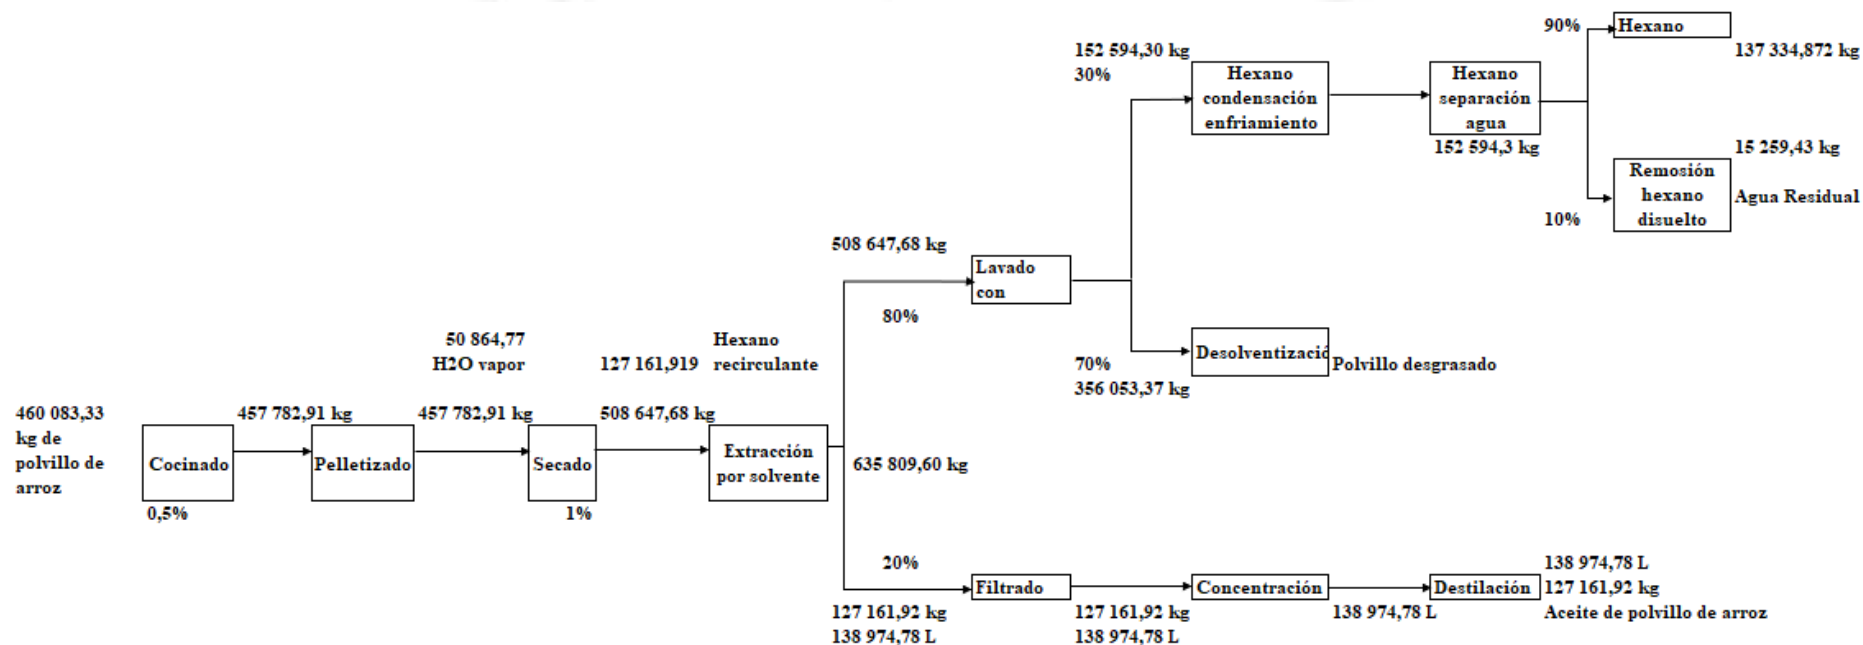 90%
Hexano
137 334,872 kg
152 594,30 kg
30%
Hexano
condensación
enfriamiento
Hexano
separación
agua
152 594,3 kg
15 259,43 kg
Remosión
hexano
disuelto
Agua Residual
10%
508 647,68 kg
Lavado
con
80%
50 864,77
H2O vapor
127 161,919
Hexano
recirculante
Desolventizació
Polvillo desgrasado
70%
356 053,37 kg
460 083,33
kg de
polvillo de
arroz
457 782,91 kg
457 782,91 kg
508 647,68 kg
Cocinado
Pelletizado
Secado
Extracción
por solvente
635 809,60 kg
0,5%
1%
20%
Filtrado
Concentración
Destilación
138 974,78 L
127 161,92 kg
Aceite de polvillo de arroz
127 161,92 kg
138 974,78 L
127 161,92 kg
138 974,78 L
138 974,78 L